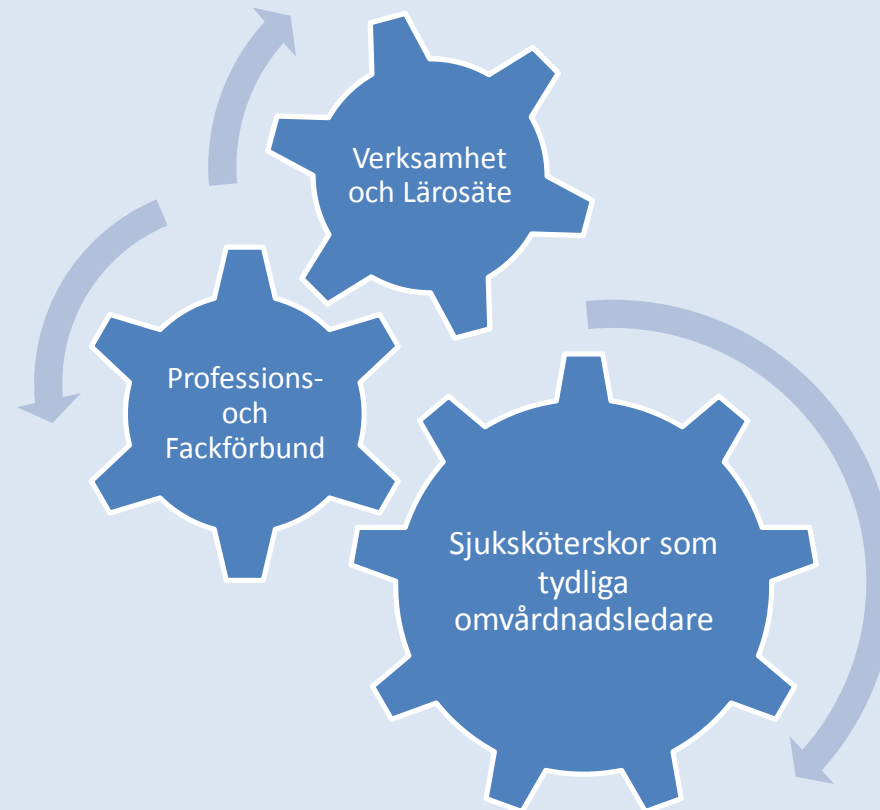 Verksamhet
och Lärosäte
Professions-
och
Fackförbund
Sjuksköterskor som
tydliga
omvårdnadsledare